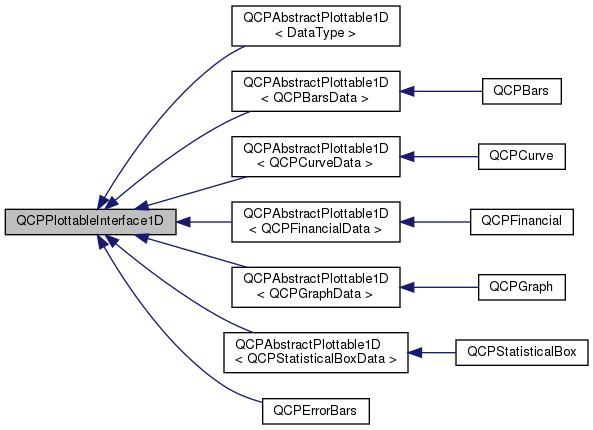 QCPAbstractPlottable1D
< DataType >
QCPAbstractPlottable1D
< QCPBarsData >
QCPBars
QCPAbstractPlottable1D
< QCPCurveData >
QCPCurve
QCPPlottableInterface1D
QCPAbstractPlottable1D
< QCPFinancialData >
QCPFinancial
QCPAbstractPlottable1D
< QCPGraphData >
QCPGraph
QCPAbstractPlottable1D
< QCPStatisticalBoxData >
QCPStatisticalBox
QCPErrorBars